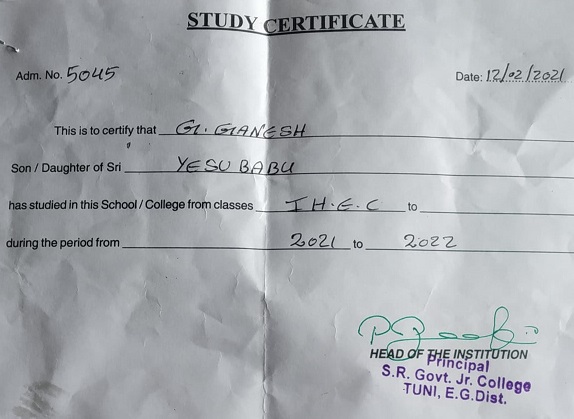 STUDY CERTIFICATE
Adm. No. 5045 Date: 12/02/2021
This is to certify that G. GANESH
Son / Daughter of Sri YESU BABU
has studied in this School / College from classes I H.E.C to
during the period from 2021 to 2022
HEAD OF THE INSTITUTION
Principal
S.R. Govt. Jr. College
TUNI, E.G.Dist.